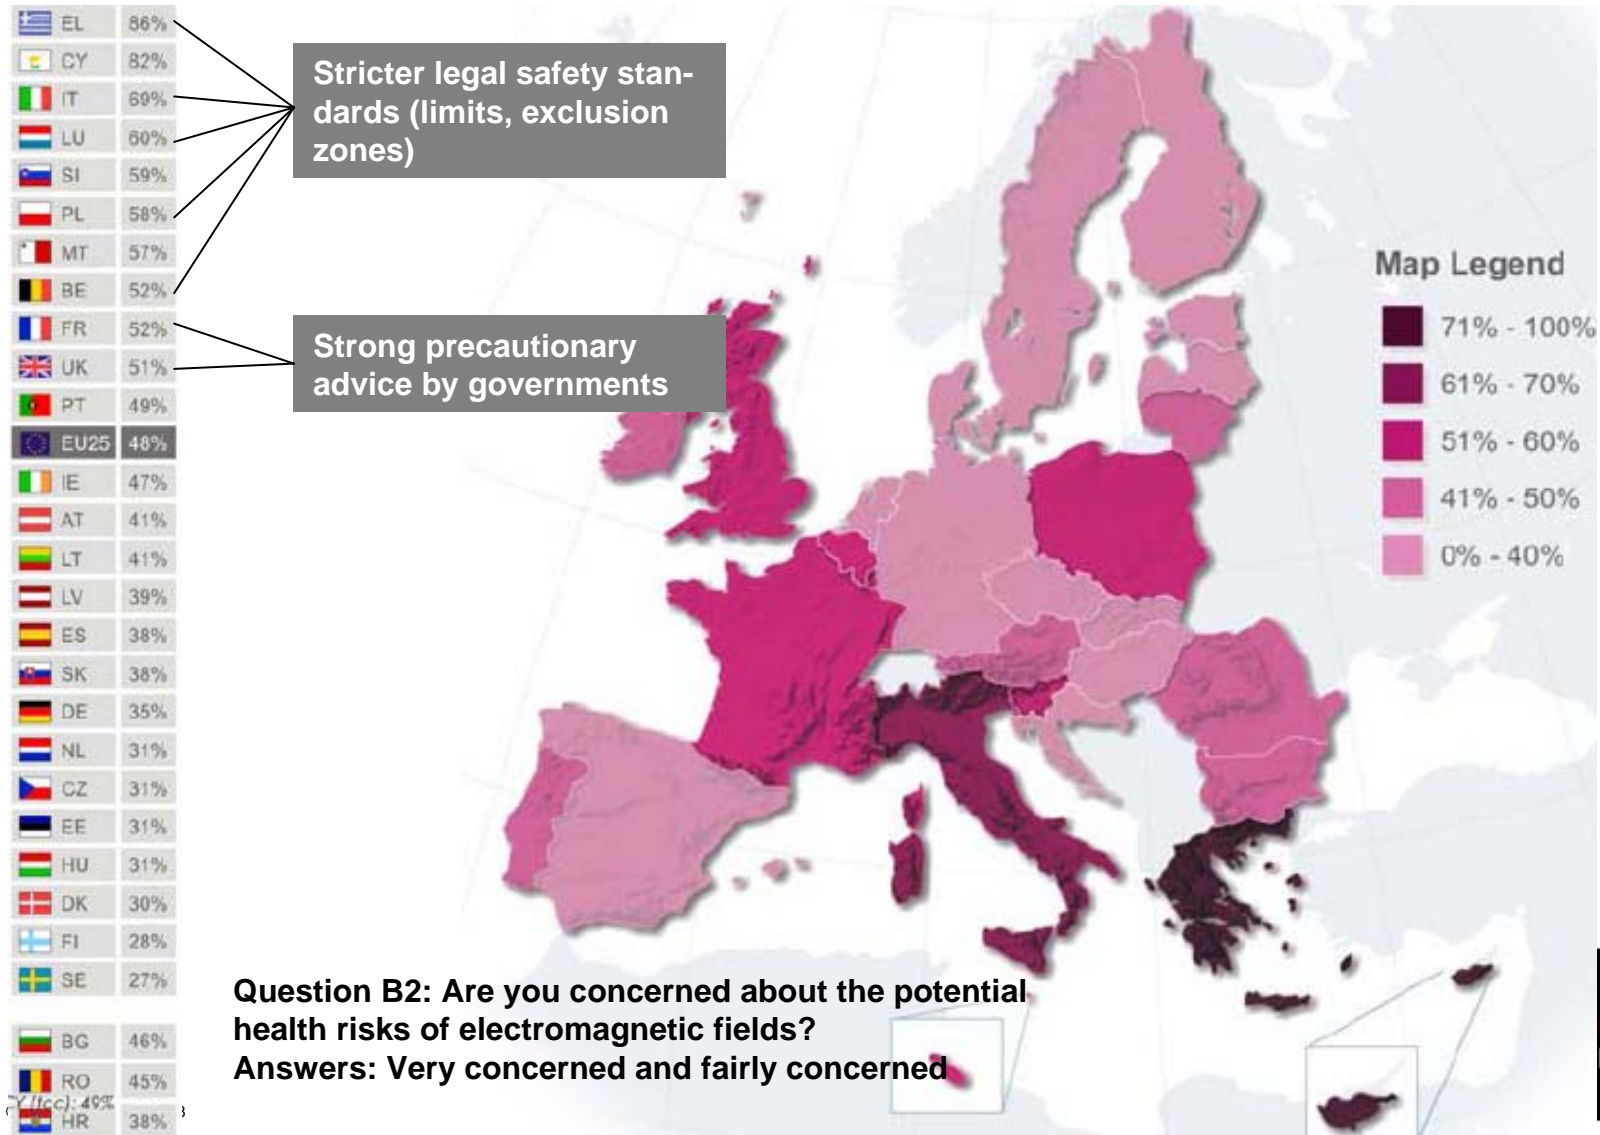 EL 86%
CY 82%
IT 69%
LU 60%
SI 59%
PL 58%
MT 57%
BE 52%
FR 52%
UK 51%
PT 49%
EU25 48%
IE 47%
AT 41%
LT 41%
LV 39%
ES 38%
SK 38%
DE 35%
NL 31%
CZ 31%
EE 31%
HU 31%
DK 30%
FI 28%
SE 27%
BG 46%
RO 45%
CY (tcc): 49%
HR 38%
Stricter legal safety stan-
dards (limits, exclusion
zones)
Strong precautionary
advice by governments
Map Legend
71% - 100%
61% - 70%
51% - 60%
41% - 50%
0% - 40%
Question B2: Are you concerned about the potential
health risks of electromagnetic fields?
Answers: Very concerned and fairly concerned